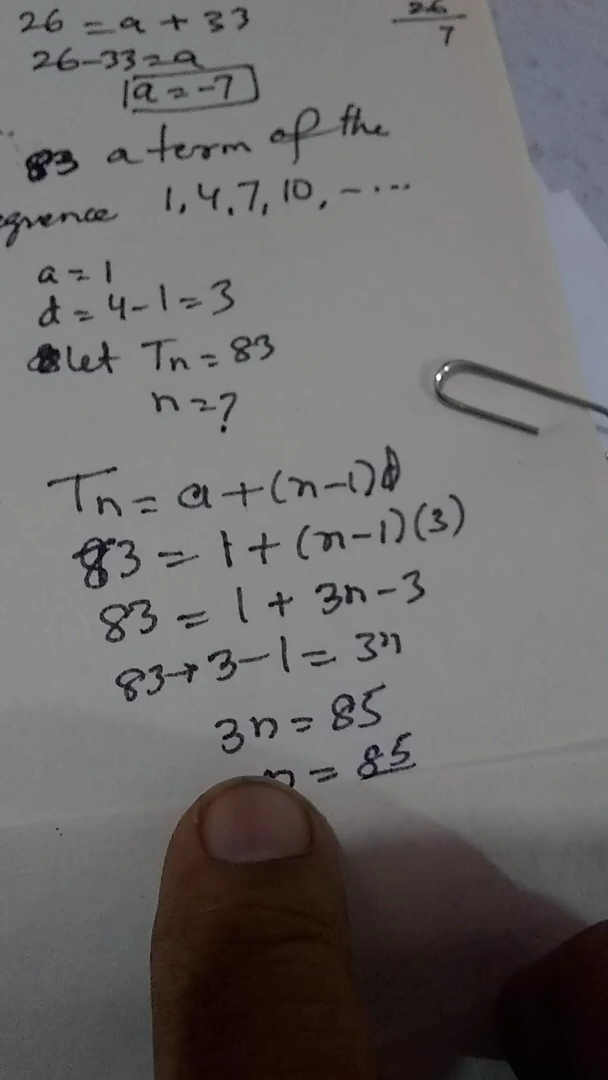 26 = a + 33
26
7
26-33=a
a = -7
83 a term of the
1, 4, 7, 10, - ...
a = 1
d = 4-1 = 3
Let Tn = 83
n = ?
Tn = a + (n-1)d
83 = 1 + (n-1)(3)
83 = 1 + 3n - 3
83 + 3 - 1 = 3n
3n = 85
n = 85